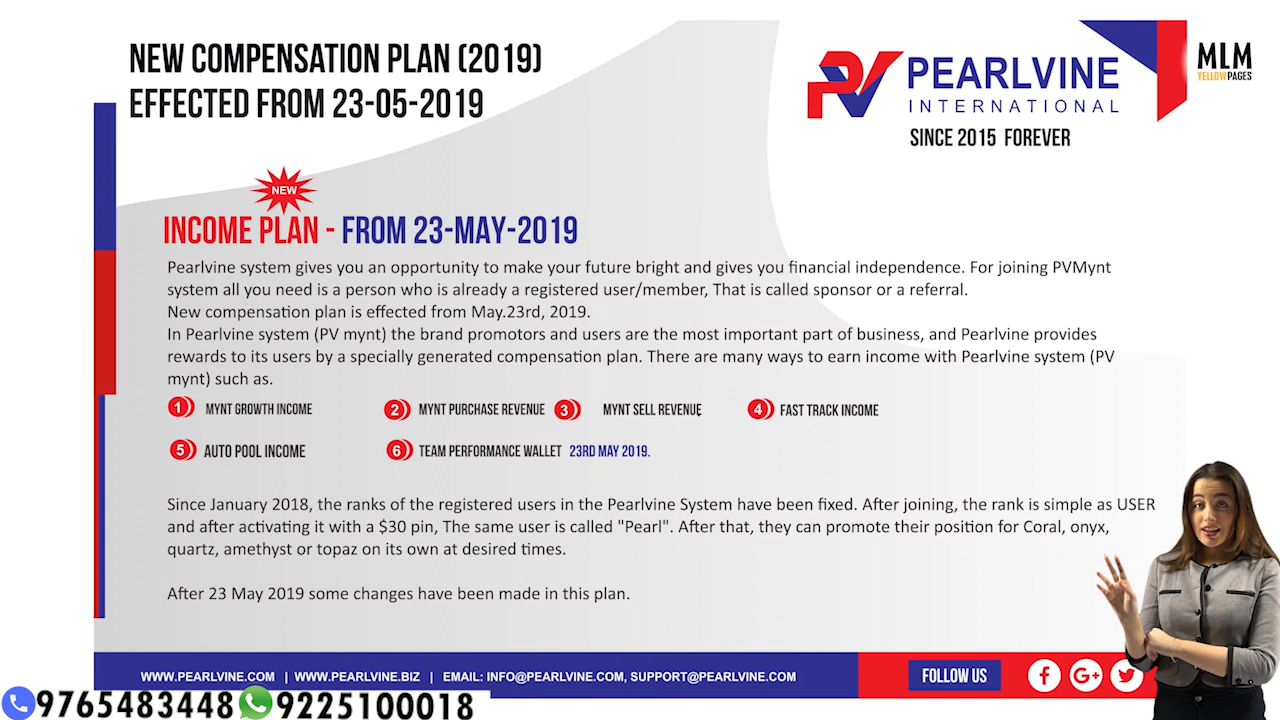 NEW COMPENSATION PLAN (2019)
EFFECTED FROM 23-05-2019
PV PEARLVINE
INTERNATIONAL
SINCE 2015 FOREVER
MLM
YELLOWPAGES
NEW
INCOME PLAN - FROM 23-MAY-2019
Pearlvine system gives you an opportunity to make your future bright and gives you financial independence. For joining PVMynt
system all you need is a person who is already a registered user/member, That is called sponsor or a referral.
New compensation plan is effected from May.23rd, 2019.
In Pearlvine system (PV mynt) the brand promotors and users are the most important part of business, and Pearlvine provides
rewards to its users by a specially generated compensation plan. There are many ways to earn income with Pearlvine system (PV
mynt) such as.
1 MYNT GROWTH INCOME 2 MYNT PURCHASE REVENUE 3 MYNT SELL REVENUE 4 FAST TRACK INCOME
5 AUTO POOL INCOME 6 TEAM PERFORMANCE WALLET 23RD MAY 2019.
Since January 2018, the ranks of the registered users in the Pearlvine System have been fixed. After joining, the rank is simple as USER
and after activating it with a $30 pin, The same user is called "Pearl". After that, they can promote their position for Coral, onyx,
quartz, amethyst or topaz on its own at desired times.
After 23 May 2019 some changes have been made in this plan.
WWW.PEARLVINE.COM | WWW.PEARLVINE.BIZ | EMAIL: INFO@PEARLVINE.COM, SUPPORT@PEARLVINE.COM
FOLLOW US
9765483448 9225100018